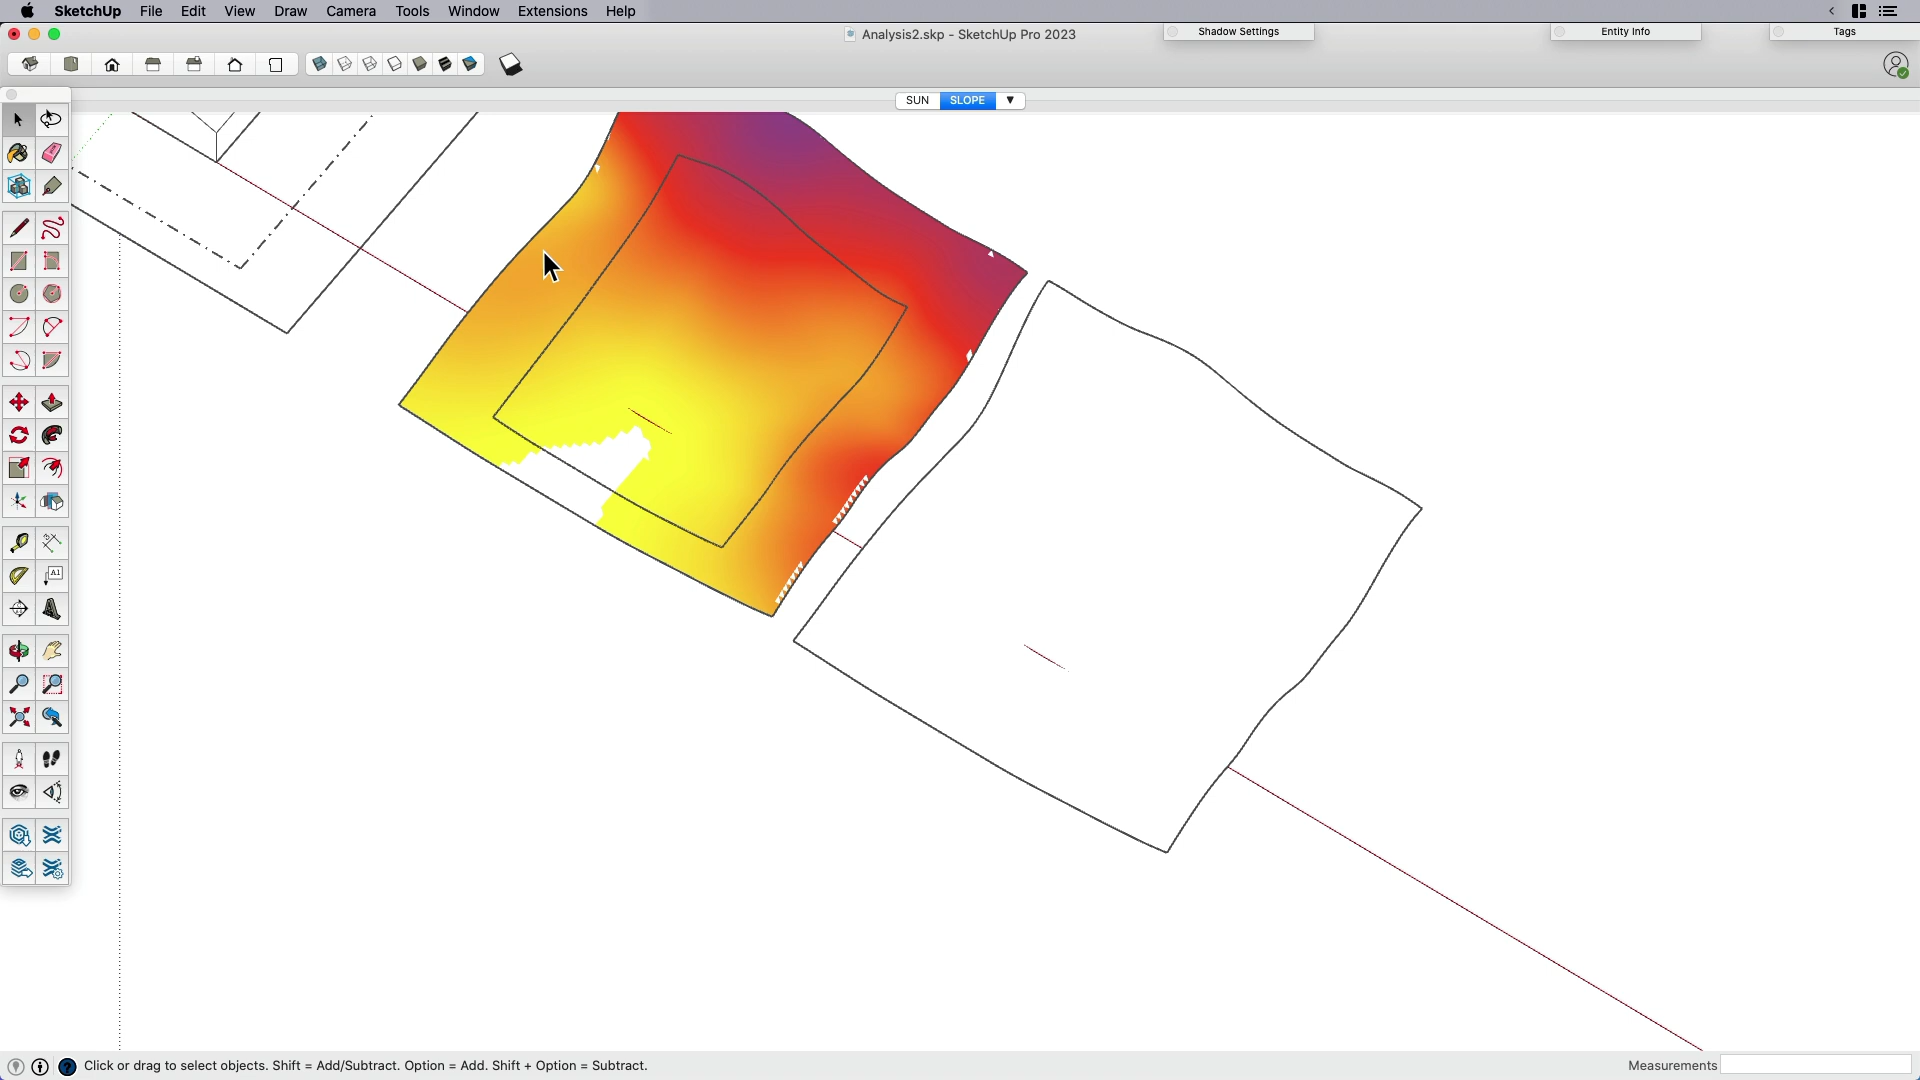 SketchUp File Edit View Draw Camera Tools Window Extensions Help
Analysis2.skp - SketchUp Pro 2023
Shadow Settings
Entity Info
Tags
SUN SLOPE
A1
Click or drag to select objects. Shift = Add/Subtract. Option = Add. Shift + Option = Subtract.
Measurements